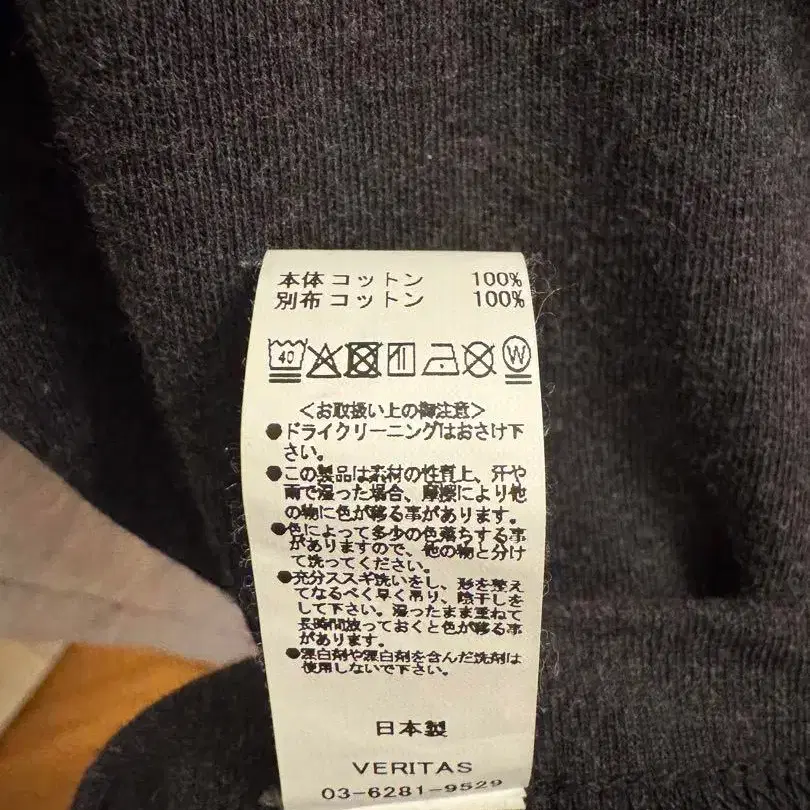 本体コットン 100%
別布コットン 100%
40 W
＜お取扱い上の御注意＞
●ドライクリーニングはおさけ下
さい。
●この製品は素材の性質上、汗や
雨で湿った場合、摩擦により他
の物に色が移る事があります。
●色によって多少の色落ちする事
がありますので、他の物と分け
て洗ってください。
●充分ススギ洗いをし、形を整え
てなるべく早く吊り、陰干しを
して下さい。湿ったまま重ねて
長時間放っておくと色が移る事
があります。
●漂白剤や漂白剤を含んだ洗剤は
使用しないで下さい。
日本製
VERITAS
03-6281-9529